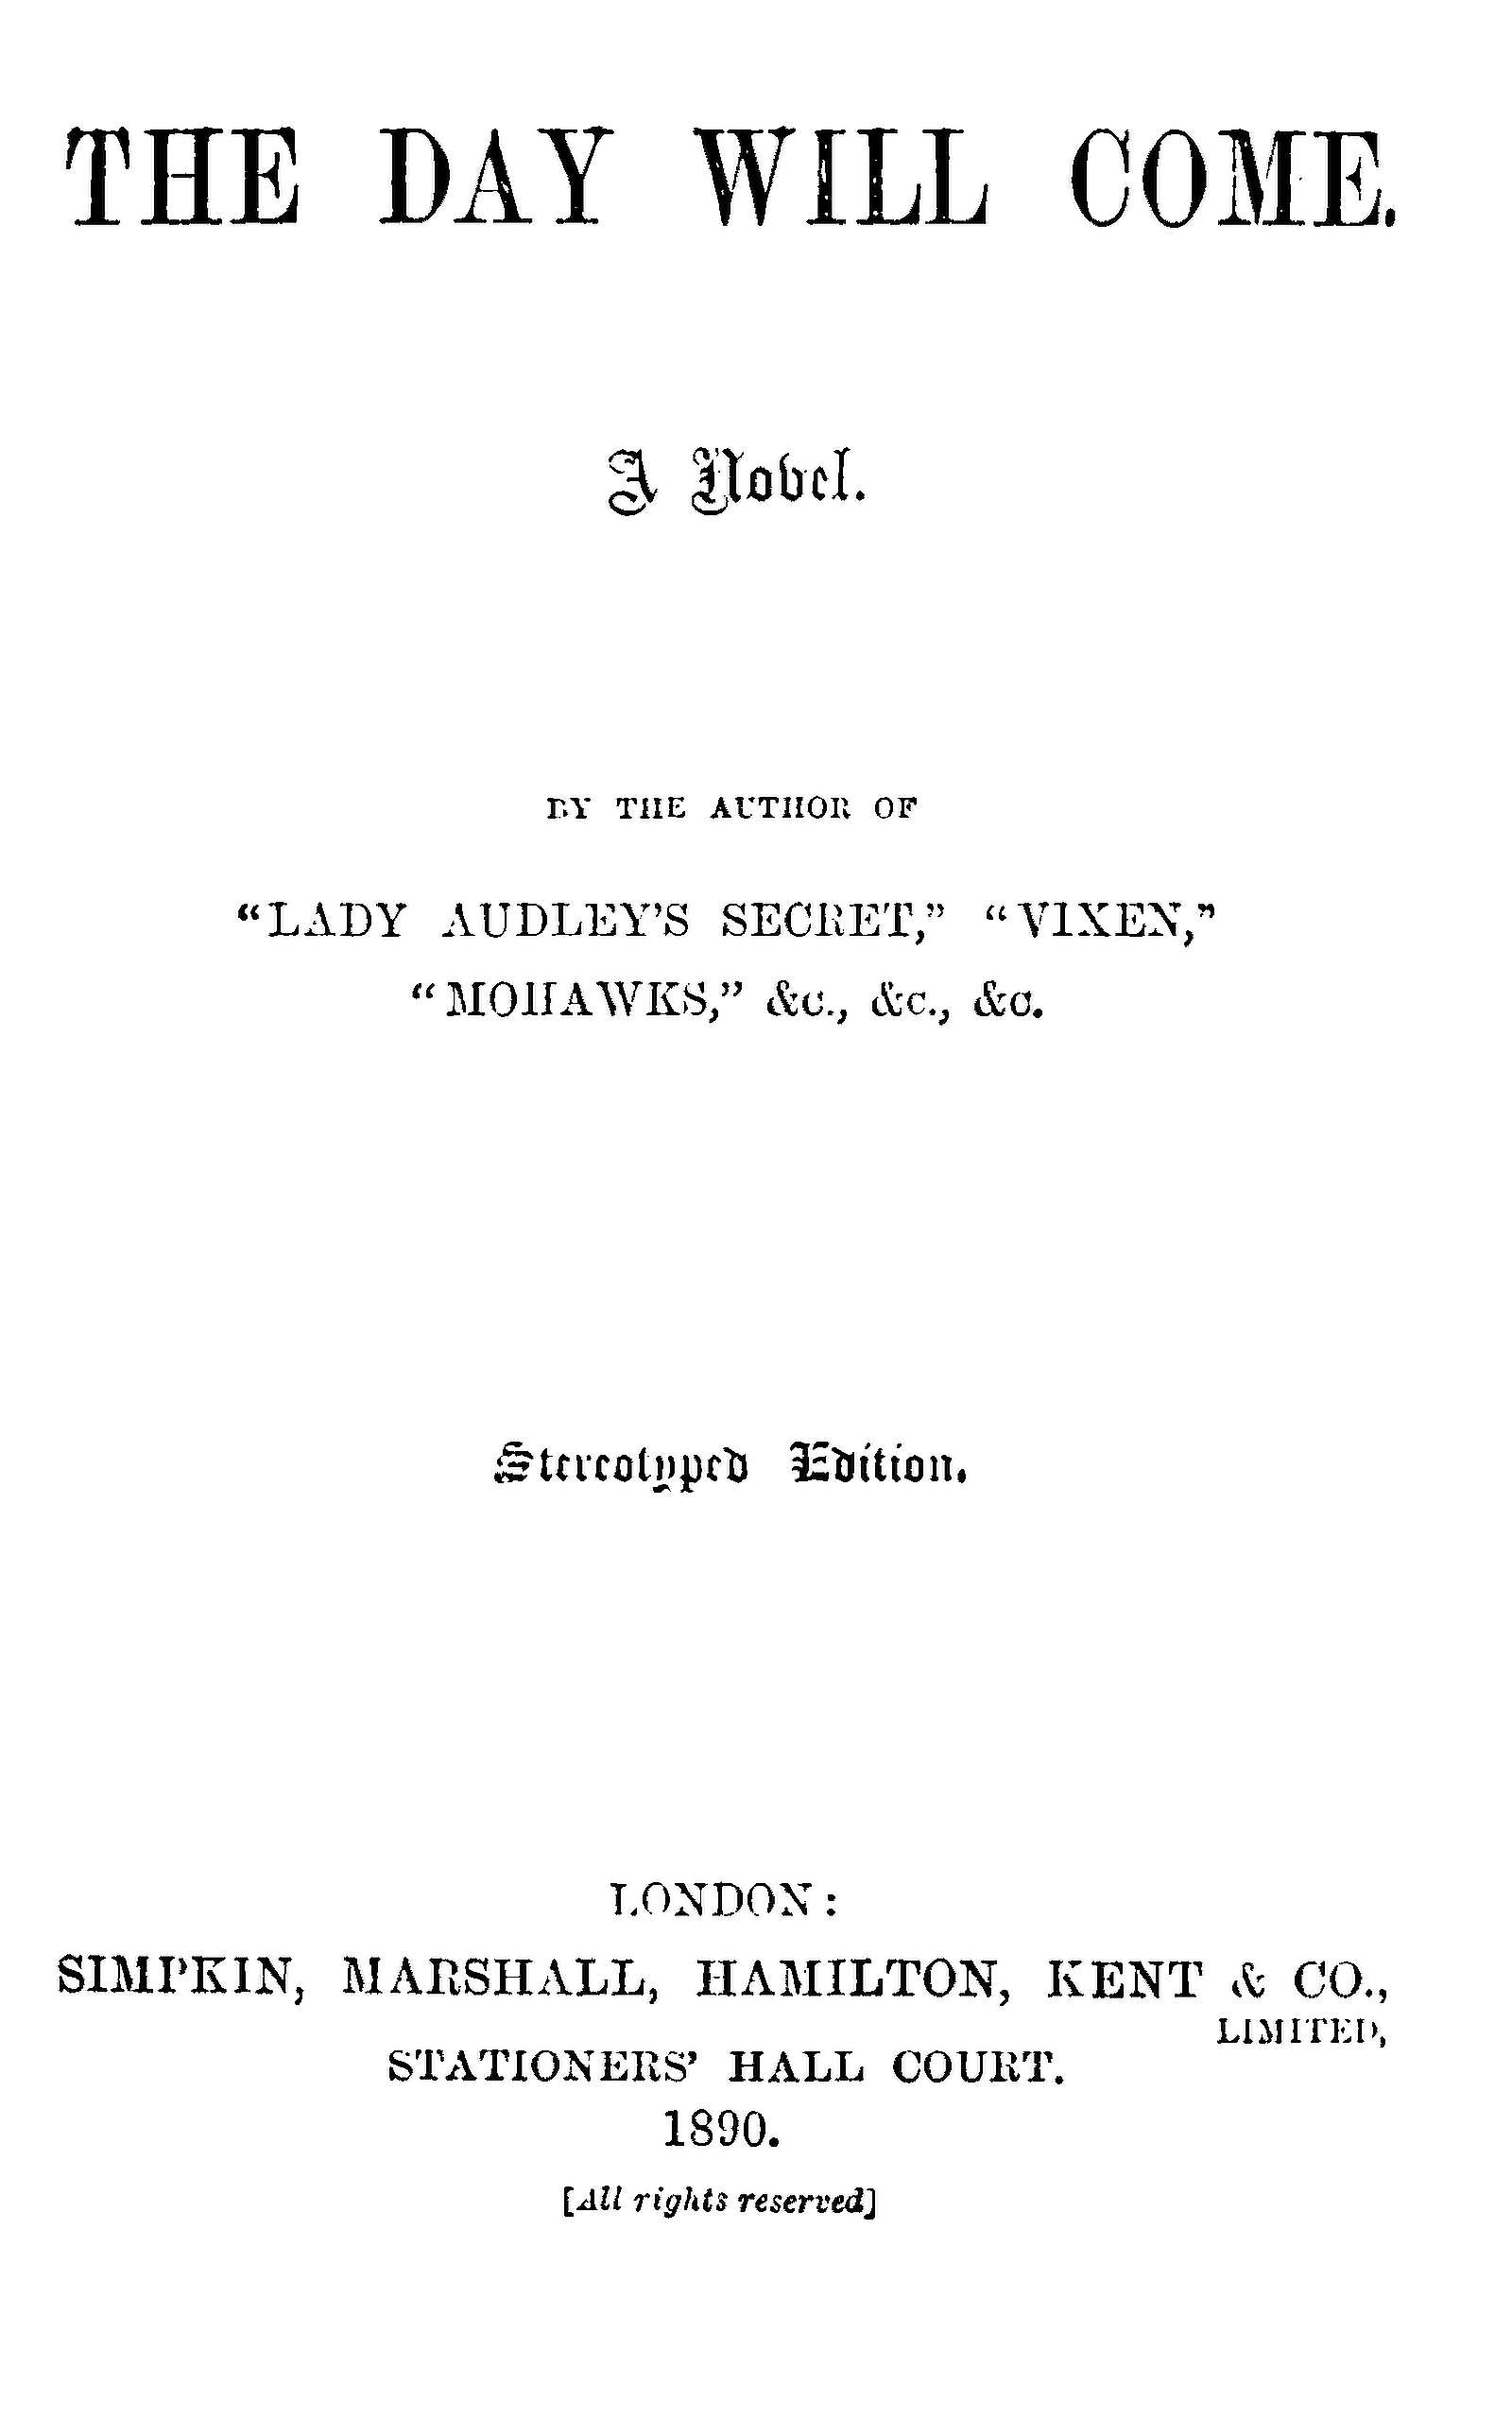 THE DAY WILL COME.
A Novel.
BY THE AUTHOR OF
“LADY AUDLEY’S SECRET,” “VIXEN,”
“MOHAWKS,” &c., &c., &c.
Stereotyped Edition.
LONDON:
SIMPKIN, MARSHALL, HAMILTON, KENT & CO.,
LIMITED,
STATIONERS’ HALL COURT.
1890.
[All rights reserved]